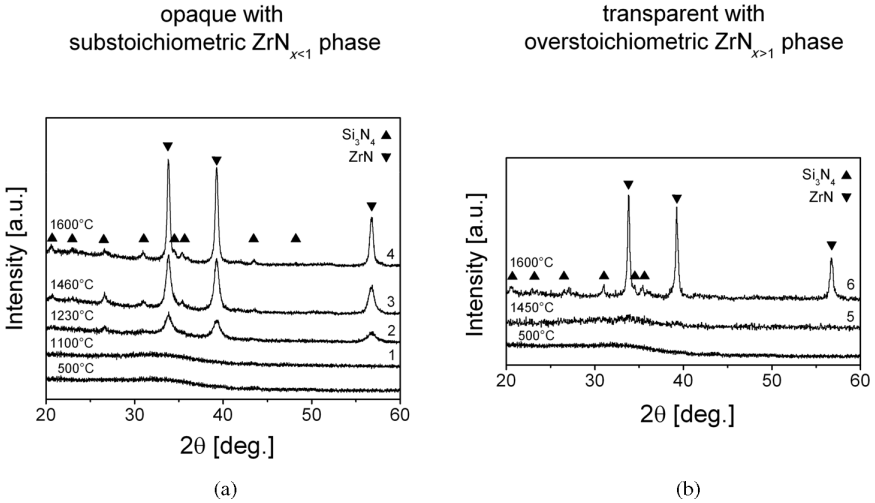 opaque with
substoichiometric ZrNx<1 phase
Intensity [a.u.]
Si3N4 ▲
ZrN ▼
1600°C
4
1460°C
3
1230°C
2
1100°C
1
500°C
20 30 40 50 60
2θ [deg.]
(a)
transparent with
overstoichiometric ZrNx>1 phase
Intensity [a.u.]
Si3N4 ▲
ZrN ▼
1600°C
6
1450°C
5
500°C
20 30 40 50 60
2θ [deg.]
(b)